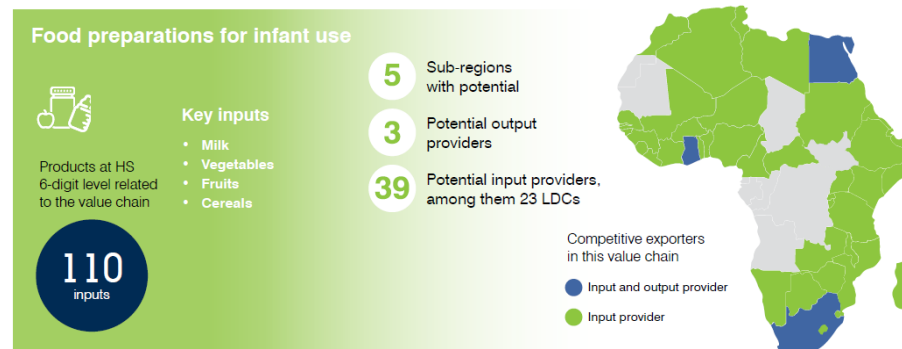 Food preparations for infant use
Products at HS
6-digit level related
to the value chain
110
inputs
Key inputs
• Milk
• Vegetables
• Fruits
• Cereals
5
Sub-regions
with potential
3
Potential output
providers
39
Potential input providers,
among them 23 LDCs
Competitive exporters
in this value chain
Input and output provider
Input provider